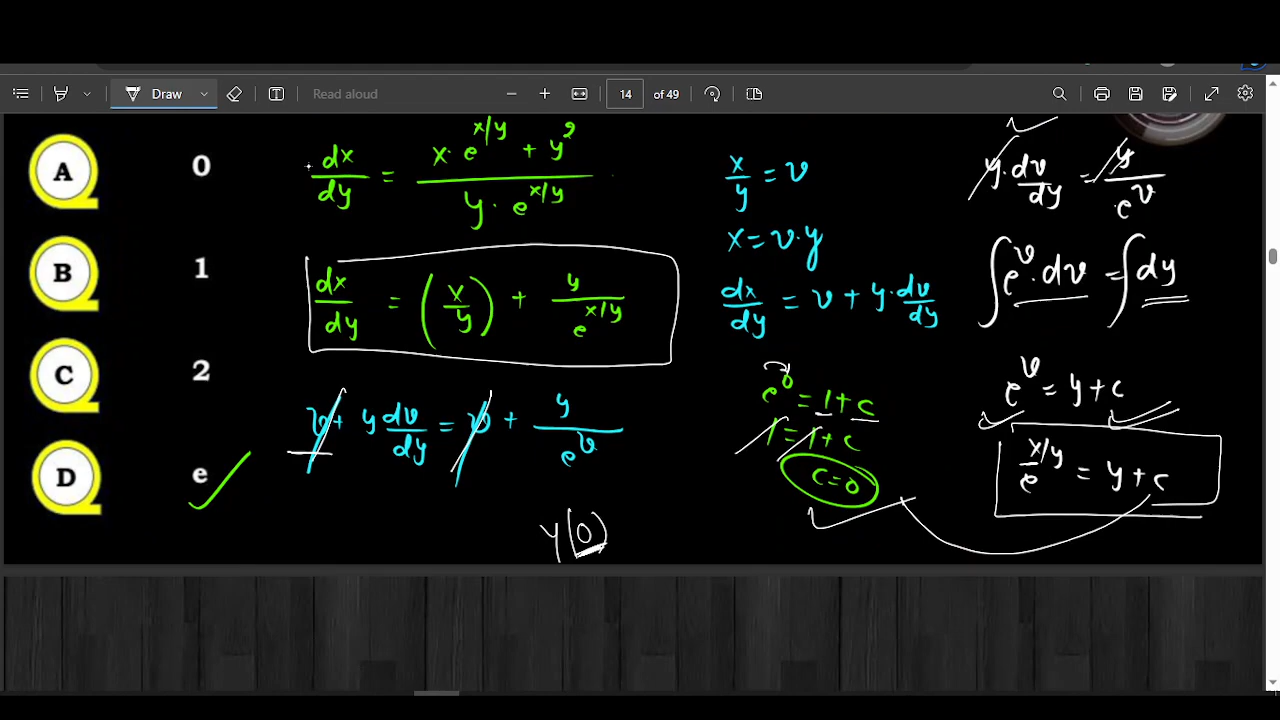 Draw
Read aloud
14 of 49
A 0
B 1
C 2
D e
dx/dy = (x·e^(x/y) + y²)/(y·e^(x/y))
dx/dy = (x/y) + y/e^(x/y)
v + y dv/dy = v + y/e^v
y(0)
x/y = v
x = v·y
dx/dy = v + y·dv/dy
e^0 = 1 + c
1 = 1 + c
c = 0
y·dv/dy = y/e^v
∫e^v·dv = ∫dy
e^v = y + c
e^(x/y) = y + c